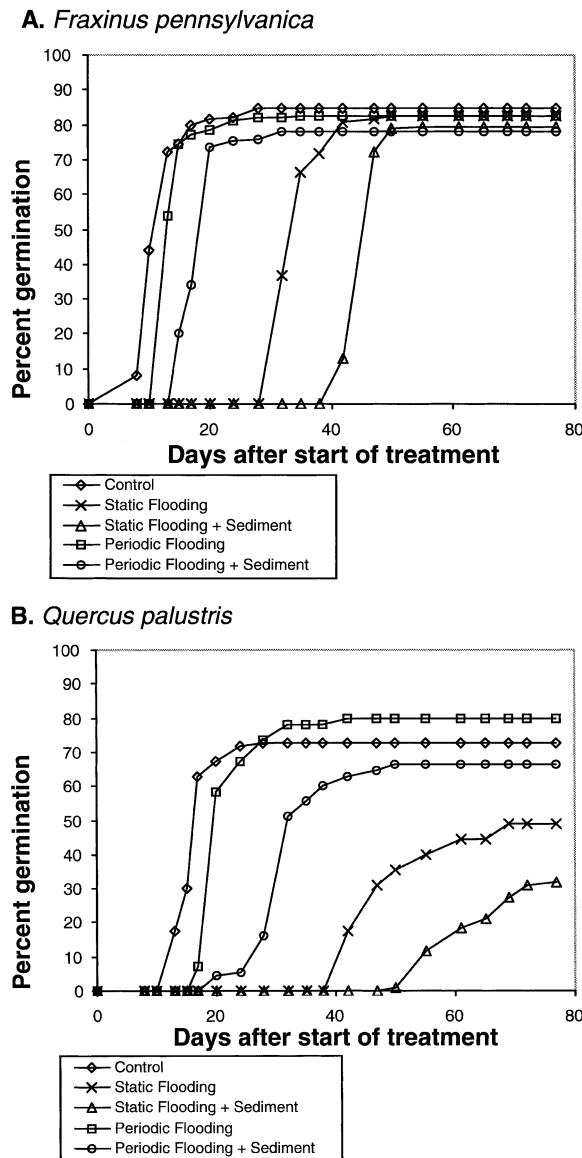 A. Fraxinus pennsylvanica
100
90
80
70
60
50
40
30
20
10
0
Percent germination
0 20 40 60 80
Days after start of treatment
Control
Static Flooding
Static Flooding + Sediment
Periodic Flooding
Periodic Flooding + Sediment
B. Quercus palustris
100
90
80
70
60
50
40
30
20
10
0
Percent germination
0 20 40 60 80
Days after start of treatment
Control
Static Flooding
Static Flooding + Sediment
Periodic Flooding
Periodic Flooding + Sediment